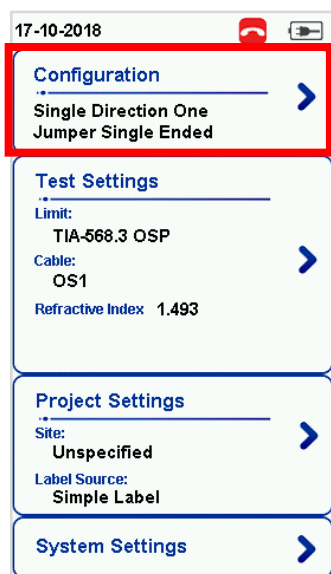 17-10-2018
Configuration
Single Direction One
Jumper Single Ended
Test Settings
Limit:
TIA-568.3 OSP
Cable:
OS1
Refractive Index 1.493
Project Settings
Site:
Unspecified
Label Source:
Simple Label
System Settings